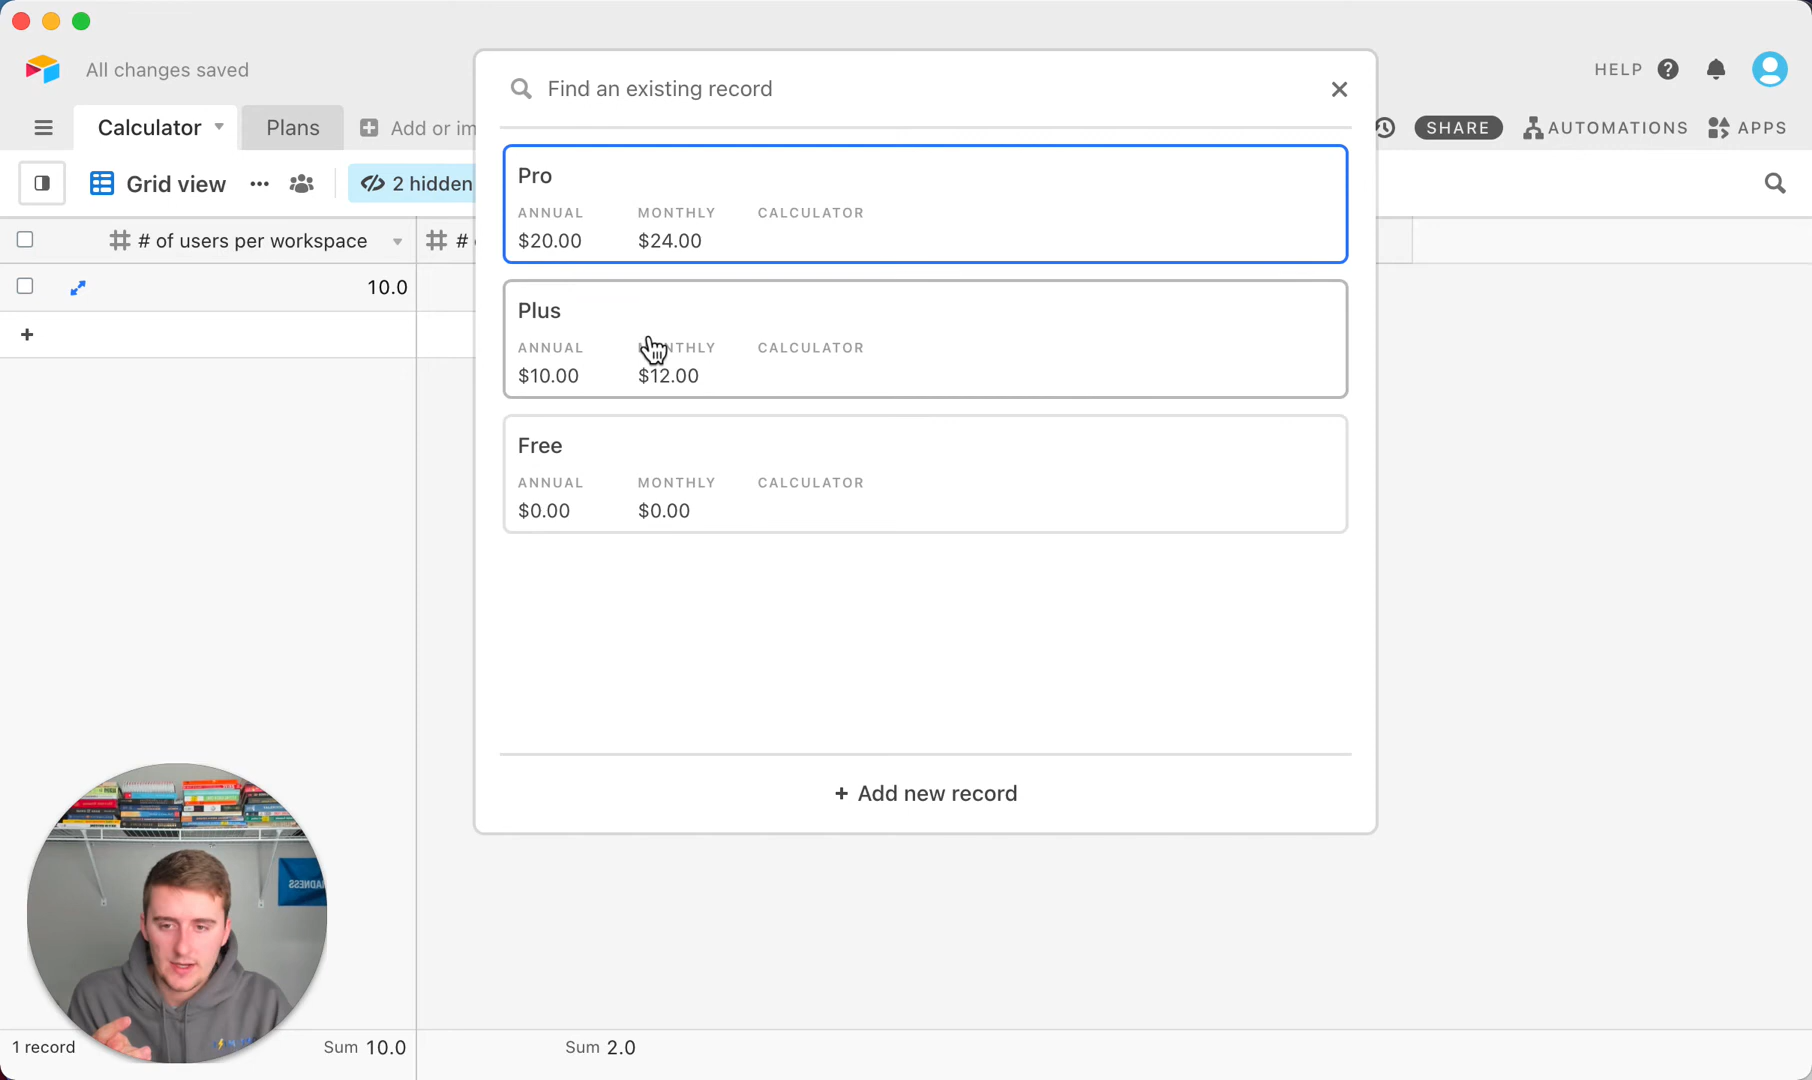 All changes saved
Find an existing record
HELP
Calculator
Plans
Add or im
SHARE
AUTOMATIONS
APPS
Grid view
2 hidden
# of users per workspace
#
Pro
ANNUAL MONTHLY CALCULATOR
$20.00 $24.00
10.0
Plus
ANNUAL THLY CALCULATOR
$10.00 $12.00
Free
ANNUAL MONTHLY CALCULATOR
$0.00 $0.00
+ Add new record
MADNESS
1 record
Sum 10.0
Sum 2.0